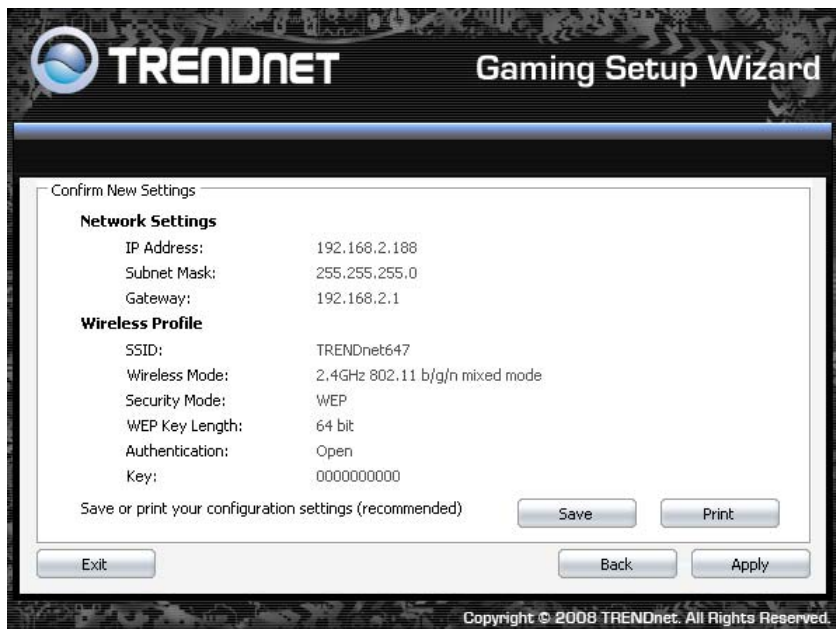 TRENDNET
Gaming Setup Wizard
Confirm New Settings
Network Settings
IP Address: 192.168.2.188
Subnet Mask: 255.255.255.0
Gateway: 192.168.2.1
Wireless Profile
SSID: TRENDnet647
Wireless Mode: 2.4GHz 802.11 b/g/n mixed mode
Security Mode: WEP
WEP Key Length: 64 bit
Authentication: Open
Key: 0000000000
Save or print your configuration settings (recommended) Save Print
Exit Back Apply
Copyright © 2008 TRENDnet. All Rights Reserved.